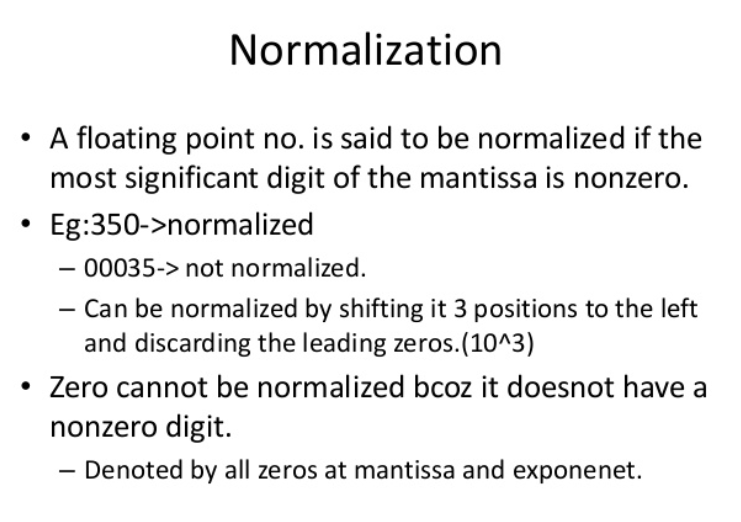 Normalization
• A floating point no. is said to be normalized if the
most significant digit of the mantissa is nonzero.
• Eg:350->normalized
– 00035-> not normalized.
– Can be normalized by shifting it 3 positions to the left
and discarding the leading zeros.(10^3)
• Zero cannot be normalized bcoz it doesnot have a
nonzero digit.
– Denoted by all zeros at mantissa and exponenet.